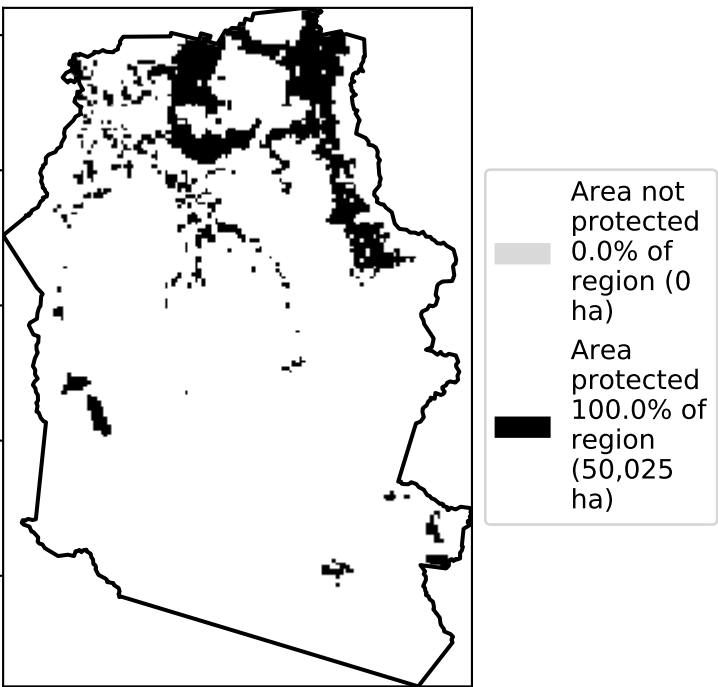 Area not
protected
0.0% of
region (0
ha)
Area
protected
100.0% of
region
(50,025
ha)